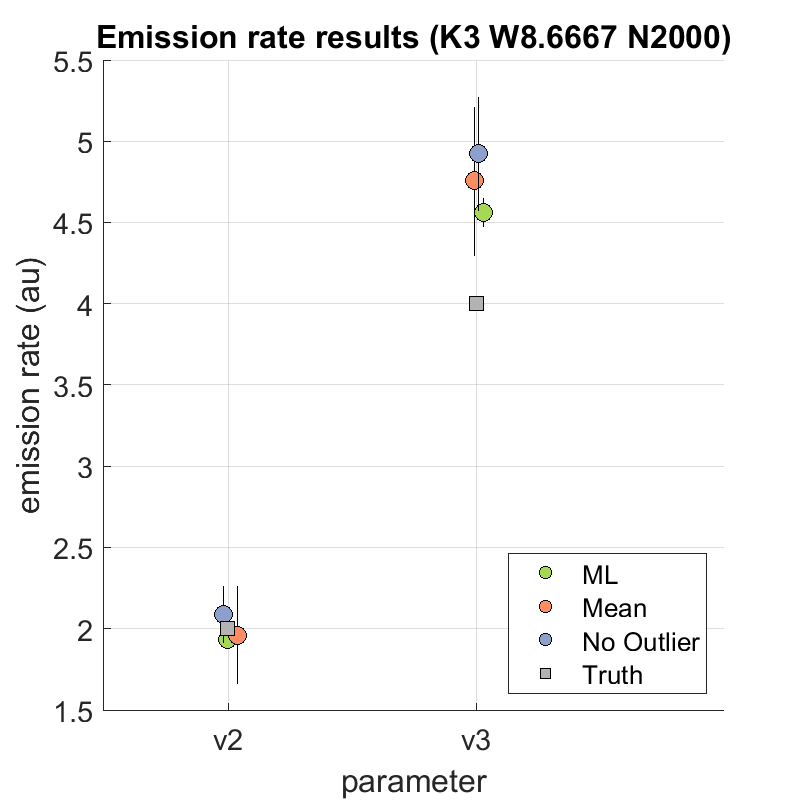 Emission rate results (K3 W8.6667 N2000)
5.5
5
4.5
4
3.5
3
2.5
2
1.5
emission rate (au)
ML
Mean
No Outlier
Truth
v2
v3
parameter